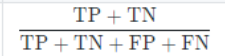 TP + TN
TP + TN + FP + FN